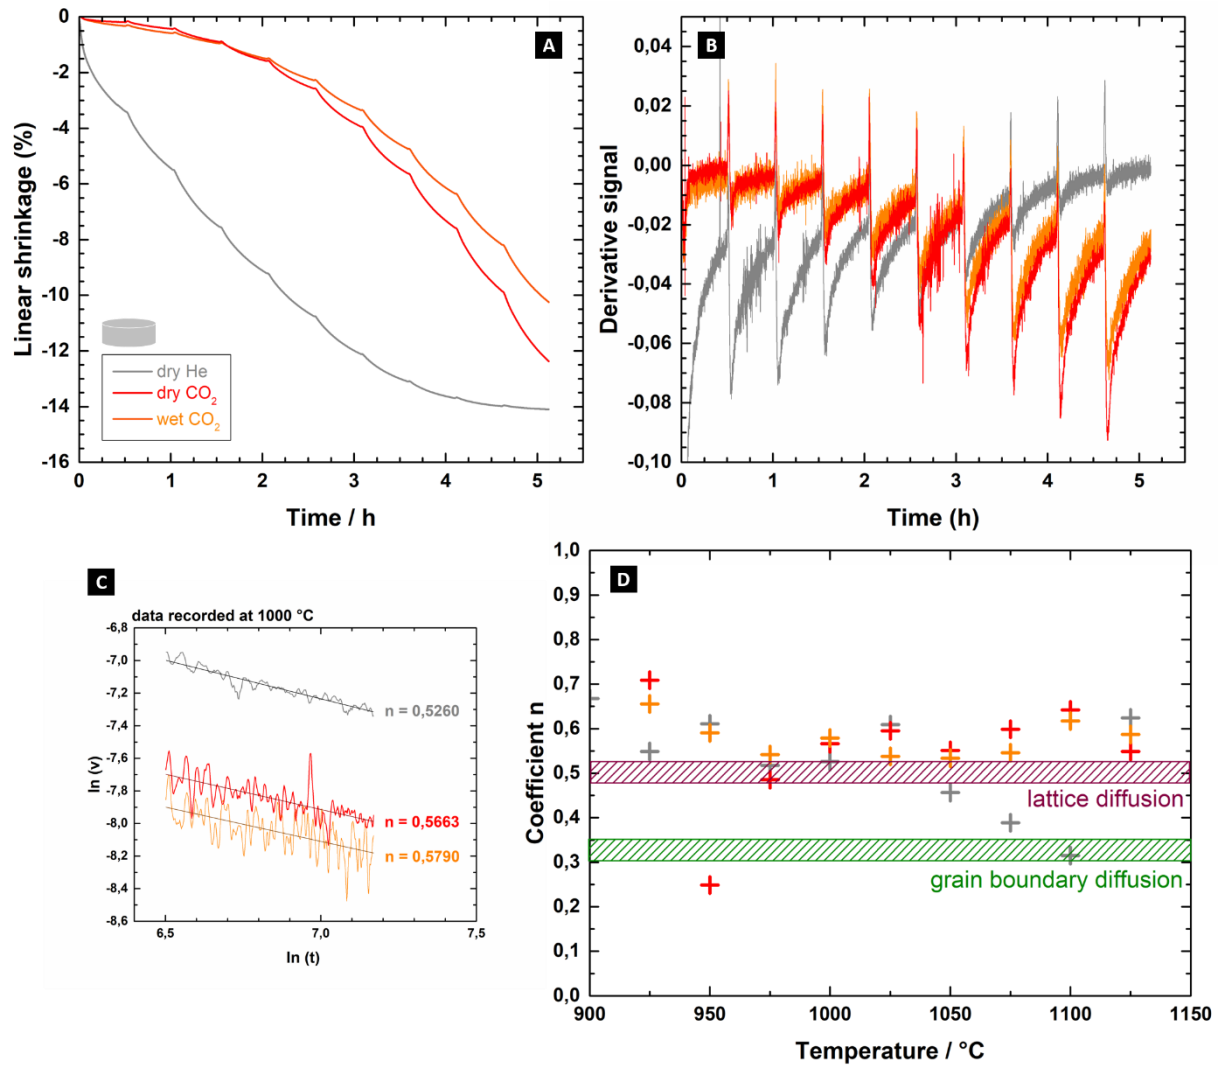 A
0
-2
-4
-6
-8
-10
-12
-14
-16
Linear shrinkage (%)
dry He
dry CO₂
wet CO₂
0 1 2 3 4 5
Time / h
B
0,04
0,02
0,00
-0,02
-0,04
-0,06
-0,08
-0,10
Derivative signal
0 1 2 3 4 5
Time (h)
C
data recorded at 1000 °C
-6,8
-7,0
-7,2
-7,4
-7,6
-7,8
-8,0
-8,2
-8,4
-8,6
ln (v)
n = 0,5260
n = 0,5663
n = 0,5790
6,5 7,0 7,5
ln (t)
D
1,0
0,9
0,8
0,7
0,6
0,5
0,4
0,3
0,2
0,1
0,0
Coefficient n
lattice diffusion
grain boundary diffusion
900 950 1000 1050 1100 1150
Temperature / °C